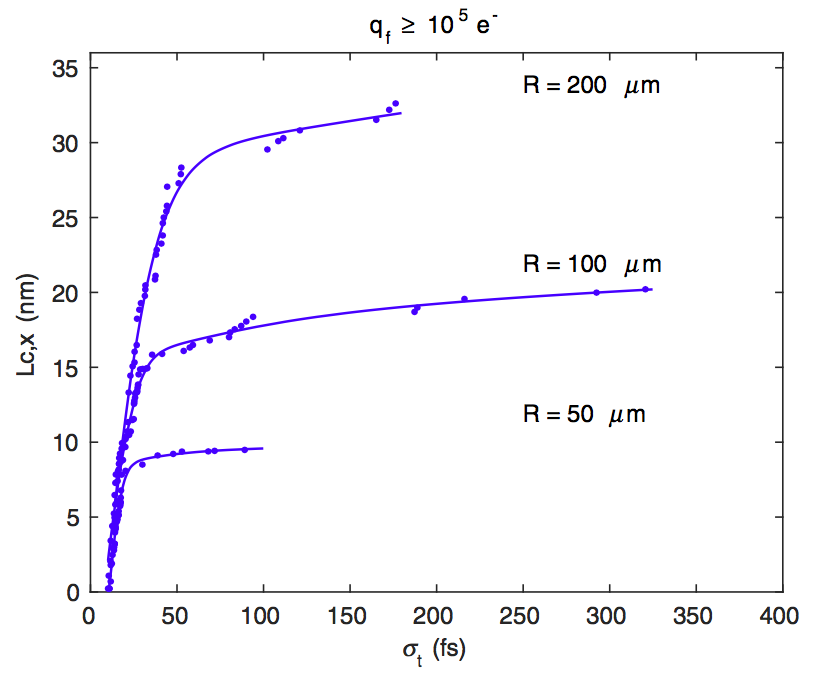 q_f ≥ 10^5 e^-
35
30
25
20
15
10
5
0
Lc,x (nm)
R = 200 μm
R = 100 μm
R = 50 μm
0 50 100 150 200 250 300 350 400
σ_t (fs)